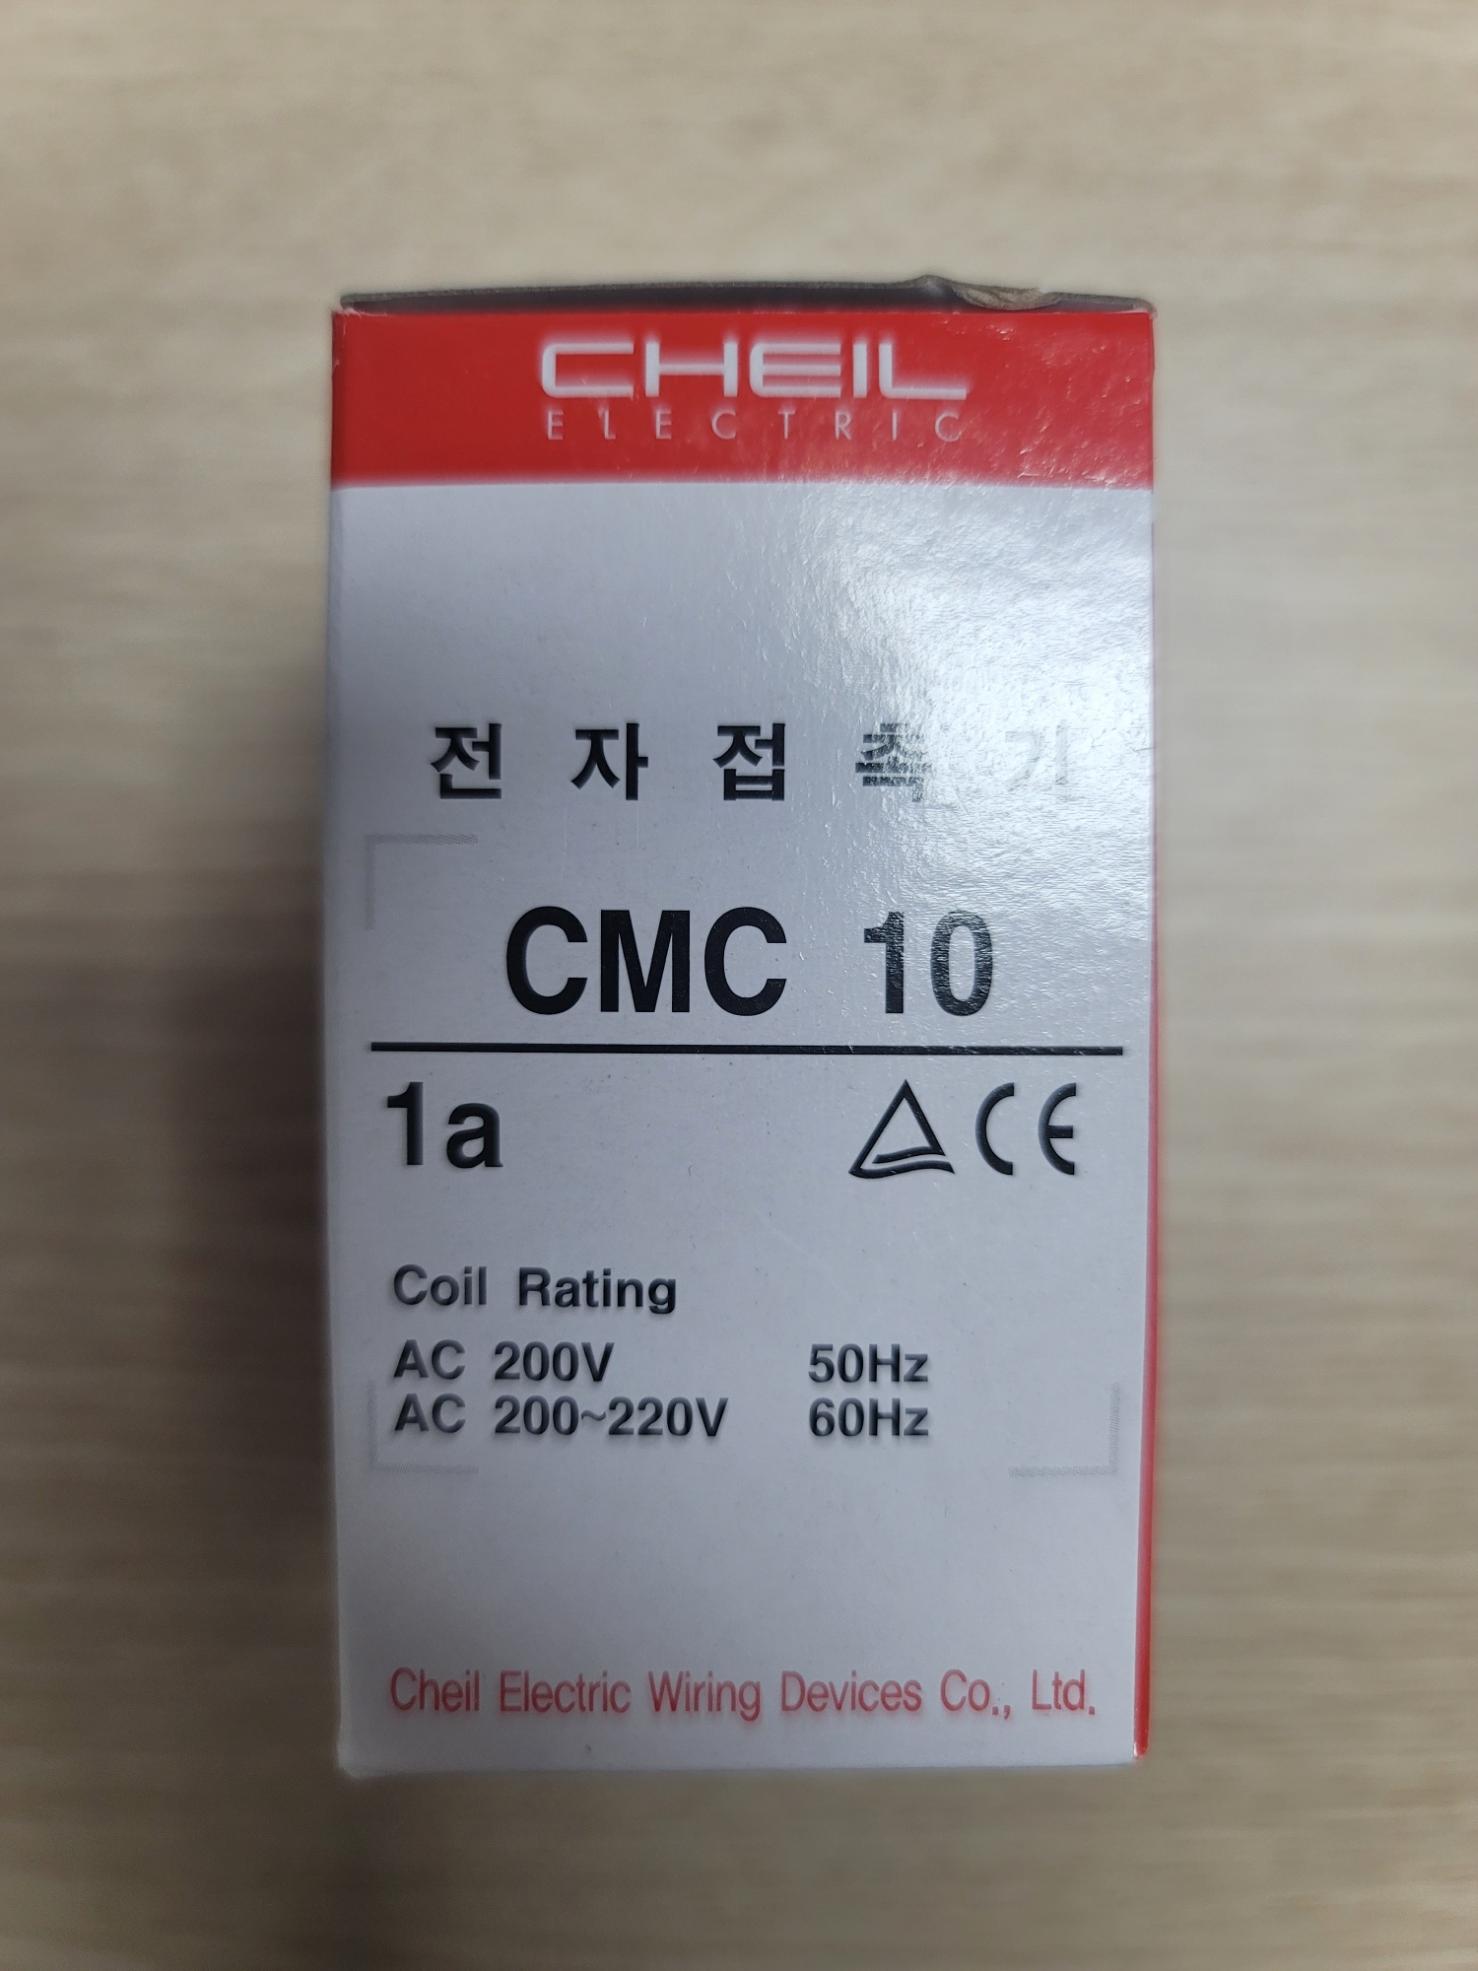 CHEIL
ELECTRIC
전자접촉기
CMC 10
1a CE
Coil Rating
AC 200V 50Hz
AC 200~220V 60Hz
Cheil Electric Wiring Devices Co., Ltd.